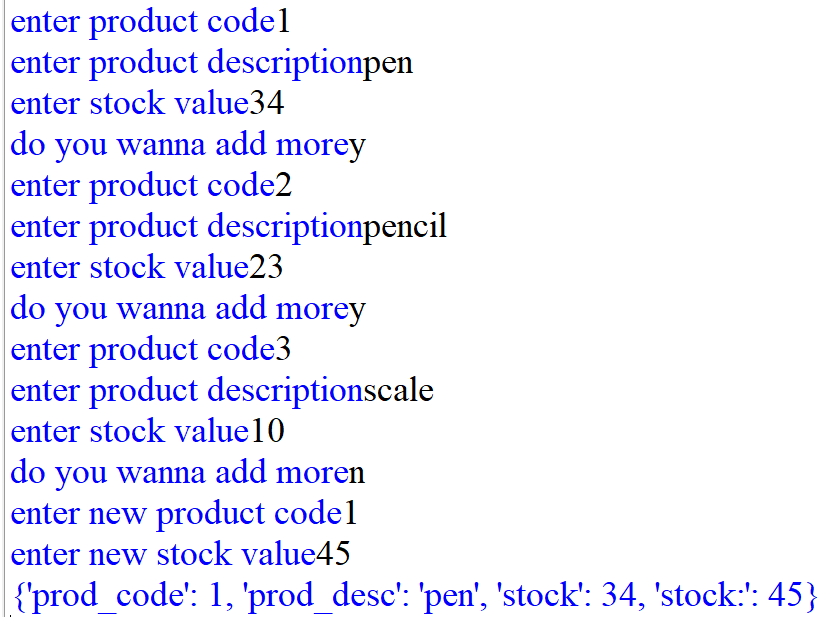 enter product code1
enter product descriptionpen
enter stock value34
do you wanna add morey
enter product code2
enter product descriptionpencil
enter stock value23
do you wanna add morey
enter product code3
enter product descriptionscale
enter stock value10
do you wanna add moren
enter new product code1
enter new stock value45
{'prod_code': 1, 'prod_desc': 'pen', 'stock': 34, 'stock:': 45}